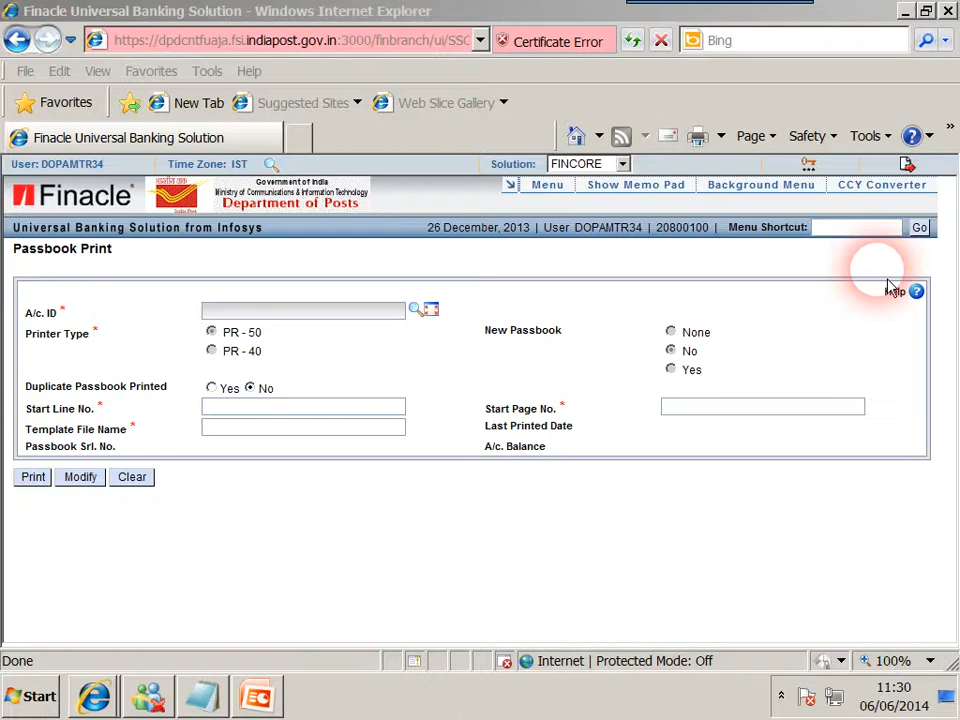 Finacle Universal Banking Solution - Windows Internet Explorer
https://dpdcntfuaja.fsi.indiapost.gov.in:3000/finbranch/ui/SSC Certificate Error Bing
File Edit View Favorites Tools Help
Favorites New Tab Suggested Sites Web Slice Gallery
Finacle Universal Banking Solution Page Safety Tools »
User: DOPAMTR34 Time Zone: IST Solution: FINCORE
Finacle
Government of India
Ministry of Communications & Information Technology
Department of Posts
Menu Show Memo Pad Background Menu CCY Converter
Universal Banking Solution from Infosys 26 December, 2013 | User DOPAMTR34 | 20800100 | Menu Shortcut: Go
Passbook Print
Help ?
A/c. ID *
Printer Type * PR - 50 New Passbook None
PR - 40 No
Yes
Duplicate Passbook Printed Yes No
Start Line No. * Start Page No. *
Template File Name * Last Printed Date
Passbook Srl. No. A/c. Balance
Print Modify Clear
Done Internet | Protected Mode: Off 100%
Start 11:30
06/06/2014